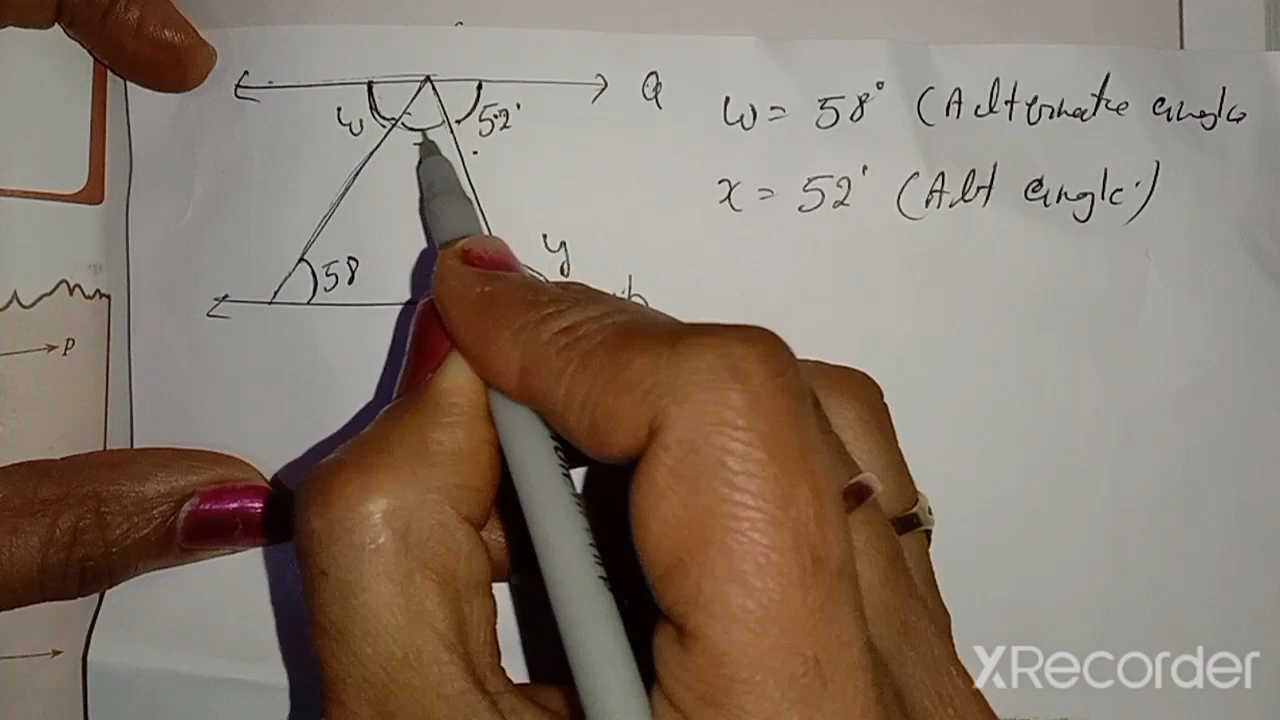 Q
w = 58° (Alternate angle
w
52°
x = 52° (Alt angle)
y
58
P
XRecorder